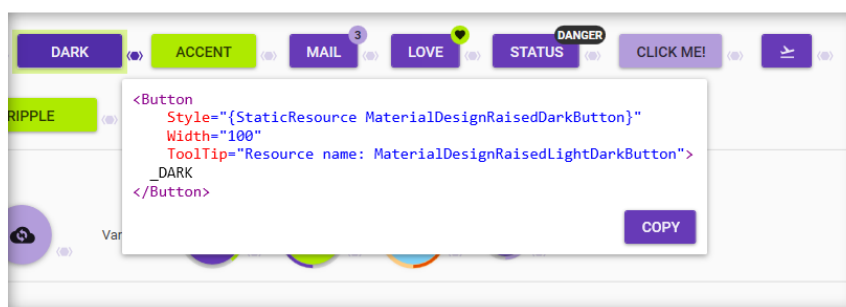 DARK
ACCENT
MAIL
3
LOVE
STATUS
DANGER
CLICK ME!
RIPPLE
<Button
Style="{StaticResource MaterialDesignRaisedDarkButton}"
Width="100"
ToolTip="Resource name: MaterialDesignRaisedLightDarkButton">
_DARK
</Button>
COPY
Var